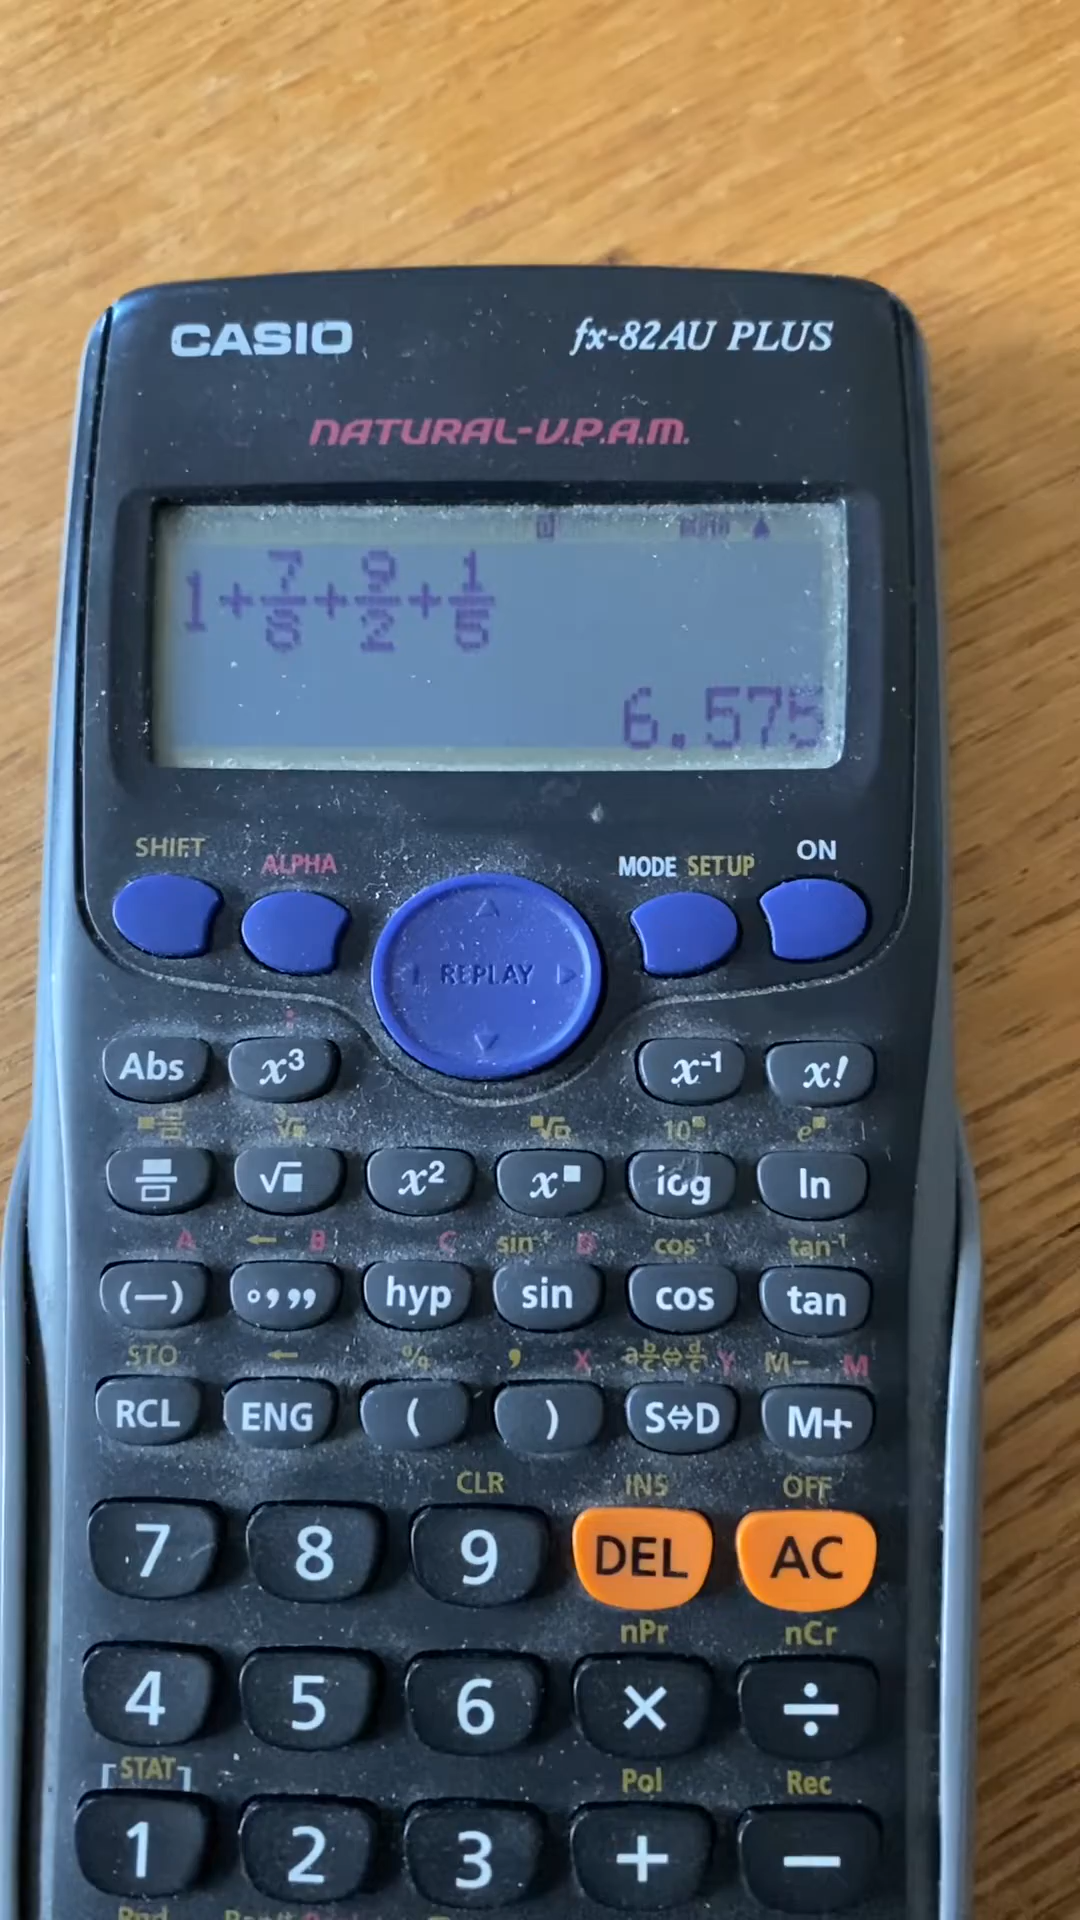 CASIO fx-82AU PLUS
NATURAL-V.P.A.M.
D MATH ▲
1+7/8+9/2+1/5
6.575
SHIFT ALPHA MODE SETUP ON
REPLAY
:
Abs x³ x⁻¹ x!
■■/□ ³√■ ■√□ 10■ e■
■/□ √■ x² x■ log ln
A ← B C sin⁻¹ D cos⁻¹ tan⁻¹
(—) °,,, hyp sin cos tan
STO ← % , X a b/c⇔d/c Y M− M
RCL ENG ( ) S⇔D M+
CLR INS OFF
7 8 9 DEL AC
nPr nCr
4 5 6 × ÷
STAT Pol Rec
1 2 3 + −